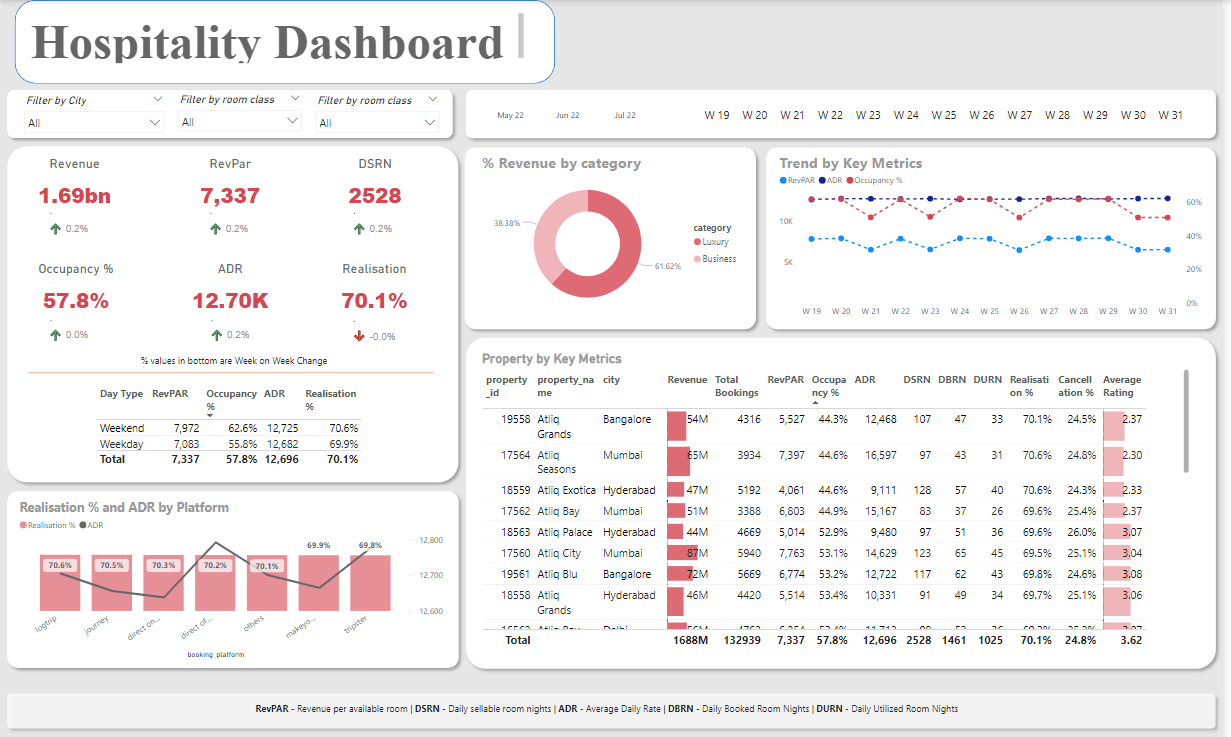 Hospitality Dashboard
Filter by City
All
Filter by room class
All
Filter by room class
All
May 22 Jun 22 Jul 22
W 19 W 20 W 21 W 22 W 23 W 24 W 25 W 26 W 27 W 28 W 29 W 30 W 31
Revenue RevPar DSRN
1.69bn 7,337 2528
0.2% 0.2% 0.2%
Occupancy % ADR Realisation
57.8% 12.70K 70.1%
0.0% 0.2% -0.0%
% values in bottom are Week on Week Change
Day Type RevPAR Occupancy ADR Realisation
% %
Weekend 7,972 62.6% 12,725 70.6%
Weekday 7,083 55.8% 12,682 69.9%
Total 7,337 57.8% 12,696 70.1%
% Revenue by category
38.38%
61.62%
category
Luxury
Business
Trend by Key Metrics
RevPAR ADR Occupancy %
10K
5K
60%
40%
20%
0%
W 19 W 20 W 21 W 22 W 23 W 24 W 25 W 26 W 27 W 28 W 29 W 30 W 31
Realisation % and ADR by Platform
Realisation % ADR
70.6% 70.5% 70.3% 70.2% 70.1% 69.9% 69.8%
12,800
12,700
12,600
logtrip journey direct on... direct of... others makeyo... tripster
booking platform
Property by Key Metrics
property property_na city Revenue Total RevPAR Occupa ADR DSRN DBRN DURN Realisati Cancell Average
_id me Bookings ncy % on % ation % Rating
19558 Atliq Bangalore 54M 4316 5,527 44.3% 12,468 107 47 33 70.1% 24.5% 2.37
Grands
17564 Atliq Mumbai 65M 3934 7,397 44.6% 16,597 97 43 31 70.6% 24.8% 2.30
Seasons
18559 Atliq Exotica Hyderabad 47M 5192 4,061 44.6% 9,111 128 57 40 70.6% 24.3% 2.33
17562 Atliq Bay Mumbai 51M 3388 6,803 44.9% 15,167 83 37 26 69.6% 25.4% 2.37
18563 Atliq Palace Hyderabad 44M 4669 5,014 52.9% 9,480 97 51 36 69.6% 26.0% 3.07
17560 Atliq City Mumbai 87M 5940 7,763 53.1% 14,629 123 65 45 69.5% 25.1% 3.04
19561 Atliq Blu Bangalore 72M 5669 6,774 53.2% 12,722 117 62 43 69.8% 24.6% 3.08
18558 Atliq Hyderabad 46M 4420 5,514 53.4% 10,331 91 49 34 69.7% 25.1% 3.06
Grands
Total 1688M 132939 7,337 57.8% 12,696 2528 1461 1025 70.1% 24.8% 3.62
RevPAR - Revenue per available room | DSRN - Daily sellable room nights | ADR - Average Daily Rate | DBRN - Daily Booked Room Nights | DURN - Daily Utilized Room Nights